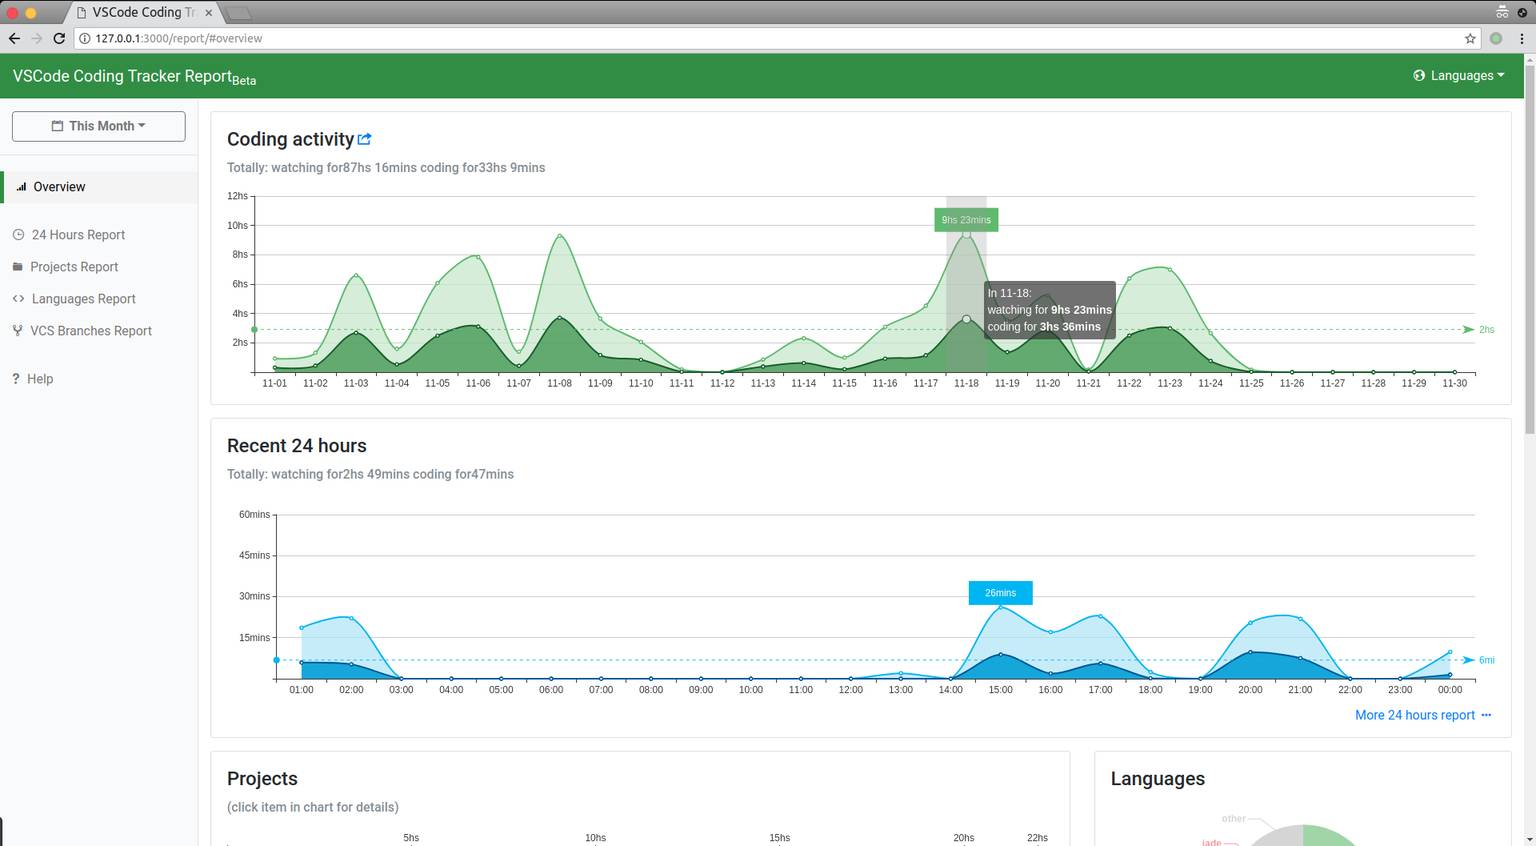 VSCode Coding Tr
127.0.0.1:3000/report/#overview
VSCode Coding Tracker ReportBeta
Languages
This Month
Overview
24 Hours Report
Projects Report
Languages Report
VCS Branches Report
? Help
Coding activity
Totally: watching for87hs 16mins coding for33hs 9mins
12hs
10hs
8hs
6hs
4hs
2hs
9hs 23mins
In 11-18:
watching for 9hs 23mins
coding for 3hs 36mins
2hs
11-01 11-02 11-03 11-04 11-05 11-06 11-07 11-08 11-09 11-10 11-11 11-12 11-13 11-14 11-15 11-16 11-17 11-18 11-19 11-20 11-21 11-22 11-23 11-24 11-25 11-26 11-27 11-28 11-29 11-30
Recent 24 hours
Totally: watching for2hs 49mins coding for47mins
60mins
45mins
30mins
15mins
26mins
6mi
01:00 02:00 03:00 04:00 05:00 06:00 07:00 08:00 09:00 10:00 11:00 12:00 13:00 14:00 15:00 16:00 17:00 18:00 19:00 20:00 21:00 22:00 23:00 00:00
More 24 hours report ···
Projects
(click item in chart for details)
5hs 10hs 15hs 20hs 22hs
Languages
other
jade